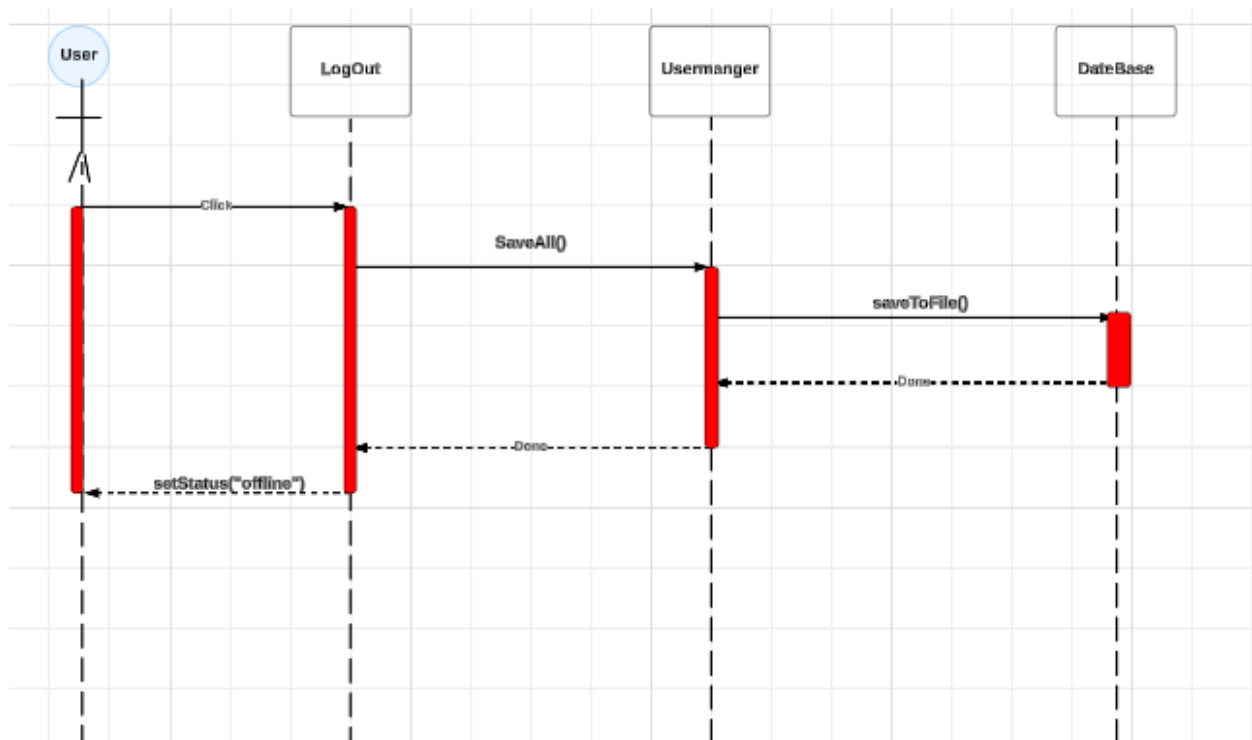 User
LogOut
Usermanger
DateBase
Click
SaveAll()
saveToFile()
Done
Done
setStatus("offline")